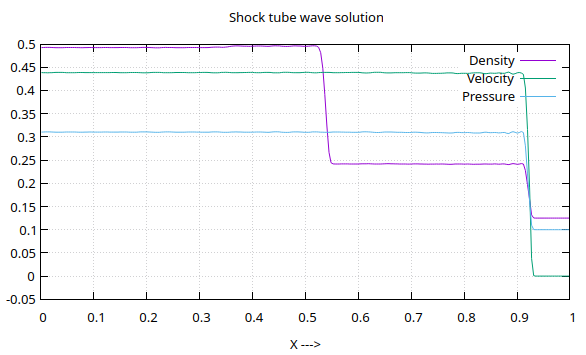 Shock tube wave solution
0.5
0.45
0.4
0.35
0.3
0.25
0.2
0.15
0.1
0.05
0
-0.05
Density
Velocity
Pressure
0 0.1 0.2 0.3 0.4 0.5 0.6 0.7 0.8 0.9 1
X --->